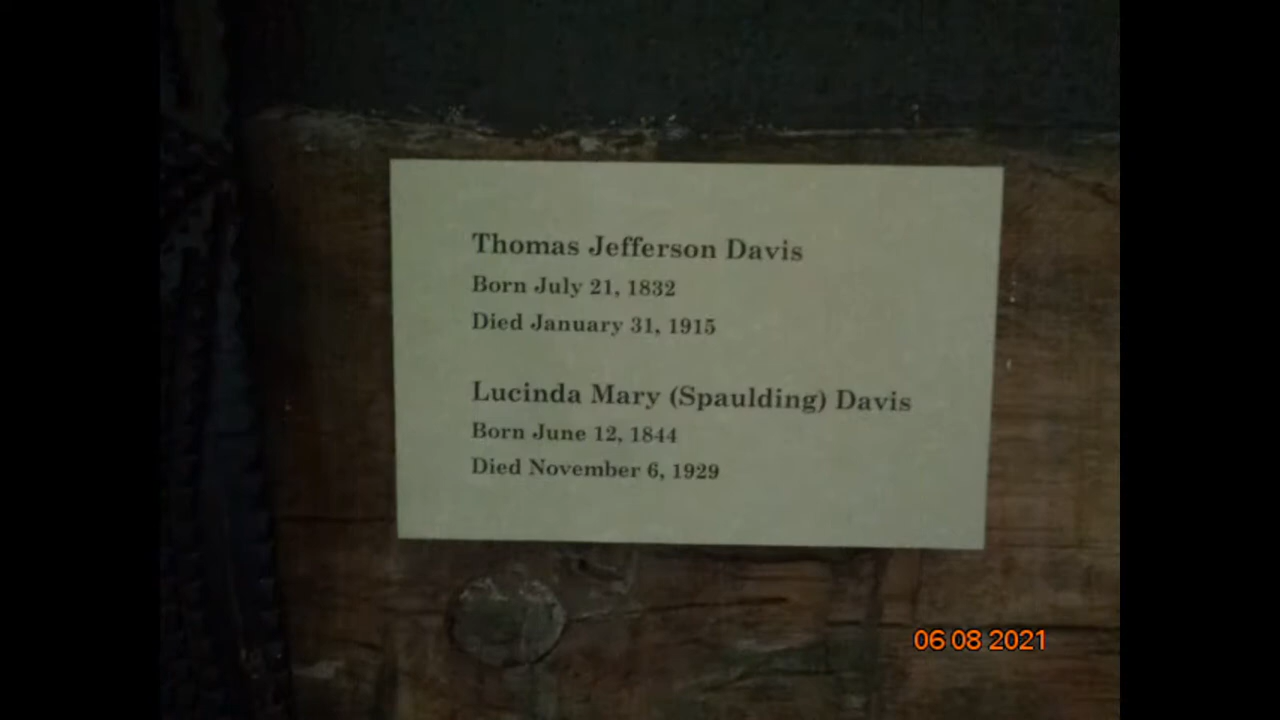 Thomas Jefferson Davis
Born July 21, 1832
Died January 31, 1915
Lucinda Mary (Spaulding) Davis
Born June 12, 1844
Died November 6, 1929
06 08 2021